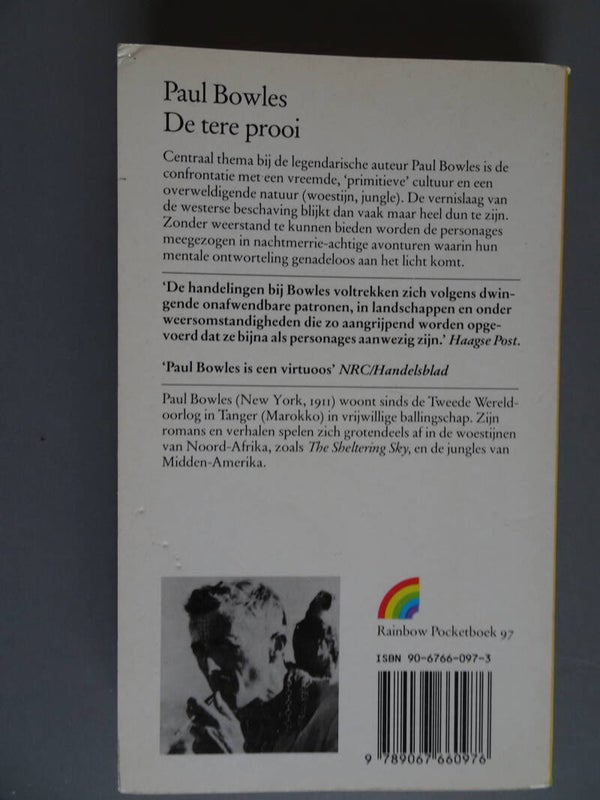 Paul Bowles
De tere prooi
Centraal thema bij de legendarische auteur Paul Bowles is de
confrontatie met een vreemde, ‘primitieve’ cultuur en een
overweldigende natuur (woestijn, jungle). De vernislaag van
de westerse beschaving blijkt dan vaak maar heel dun te zijn.
Zonder weerstand te kunnen bieden worden de personages
meegezogen in nachtmerrie-achtige avonturen waarin hun
mentale ontworteling genadeloos aan het licht komt.
‘De handelingen bij Bowles voltrekken zich volgens dwin-
gende onafwendbare patronen, in landschappen en onder
weersomstandigheden die zo aangrijpend worden opge-
voerd dat ze bijna als personages aanwezig zijn.’ Haagse Post.
‘Paul Bowles is een virtuoos’ NRC/Handelsblad
Paul Bowles (New York, 1911) woont sinds de Tweede Wereld-
oorlog in Tanger (Marokko) in vrijwillige ballingschap. Zijn
romans en verhalen spelen zich grotendeels af in de woestijnen
van Noord-Afrika, zoals The Sheltering Sky, en de jungles van
Midden-Amerika.
Rainbow Pocketboek 97
ISBN 90-6766-097-3
9 789067 660976